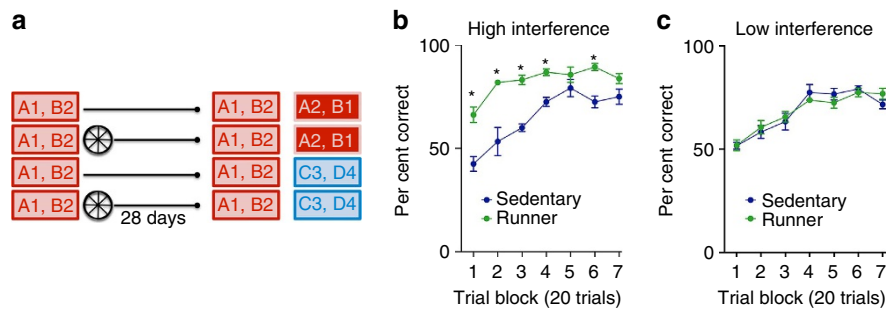 a
A1, B2 A1, B2 A2, B1
A1, B2 A1, B2 A2, B1
A1, B2 A1, B2 C3, D4
A1, B2 A1, B2 C3, D4
28 days
b
High interference
100
50
0
Per cent correct
* * * * *
Sedentary
Runner
1 2 3 4 5 6 7
Trial block (20 trials)
c
Low interference
100
50
0
Per cent correct
Sedentary
Runner
1 2 3 4 5 6 7
Trial block (20 trials)